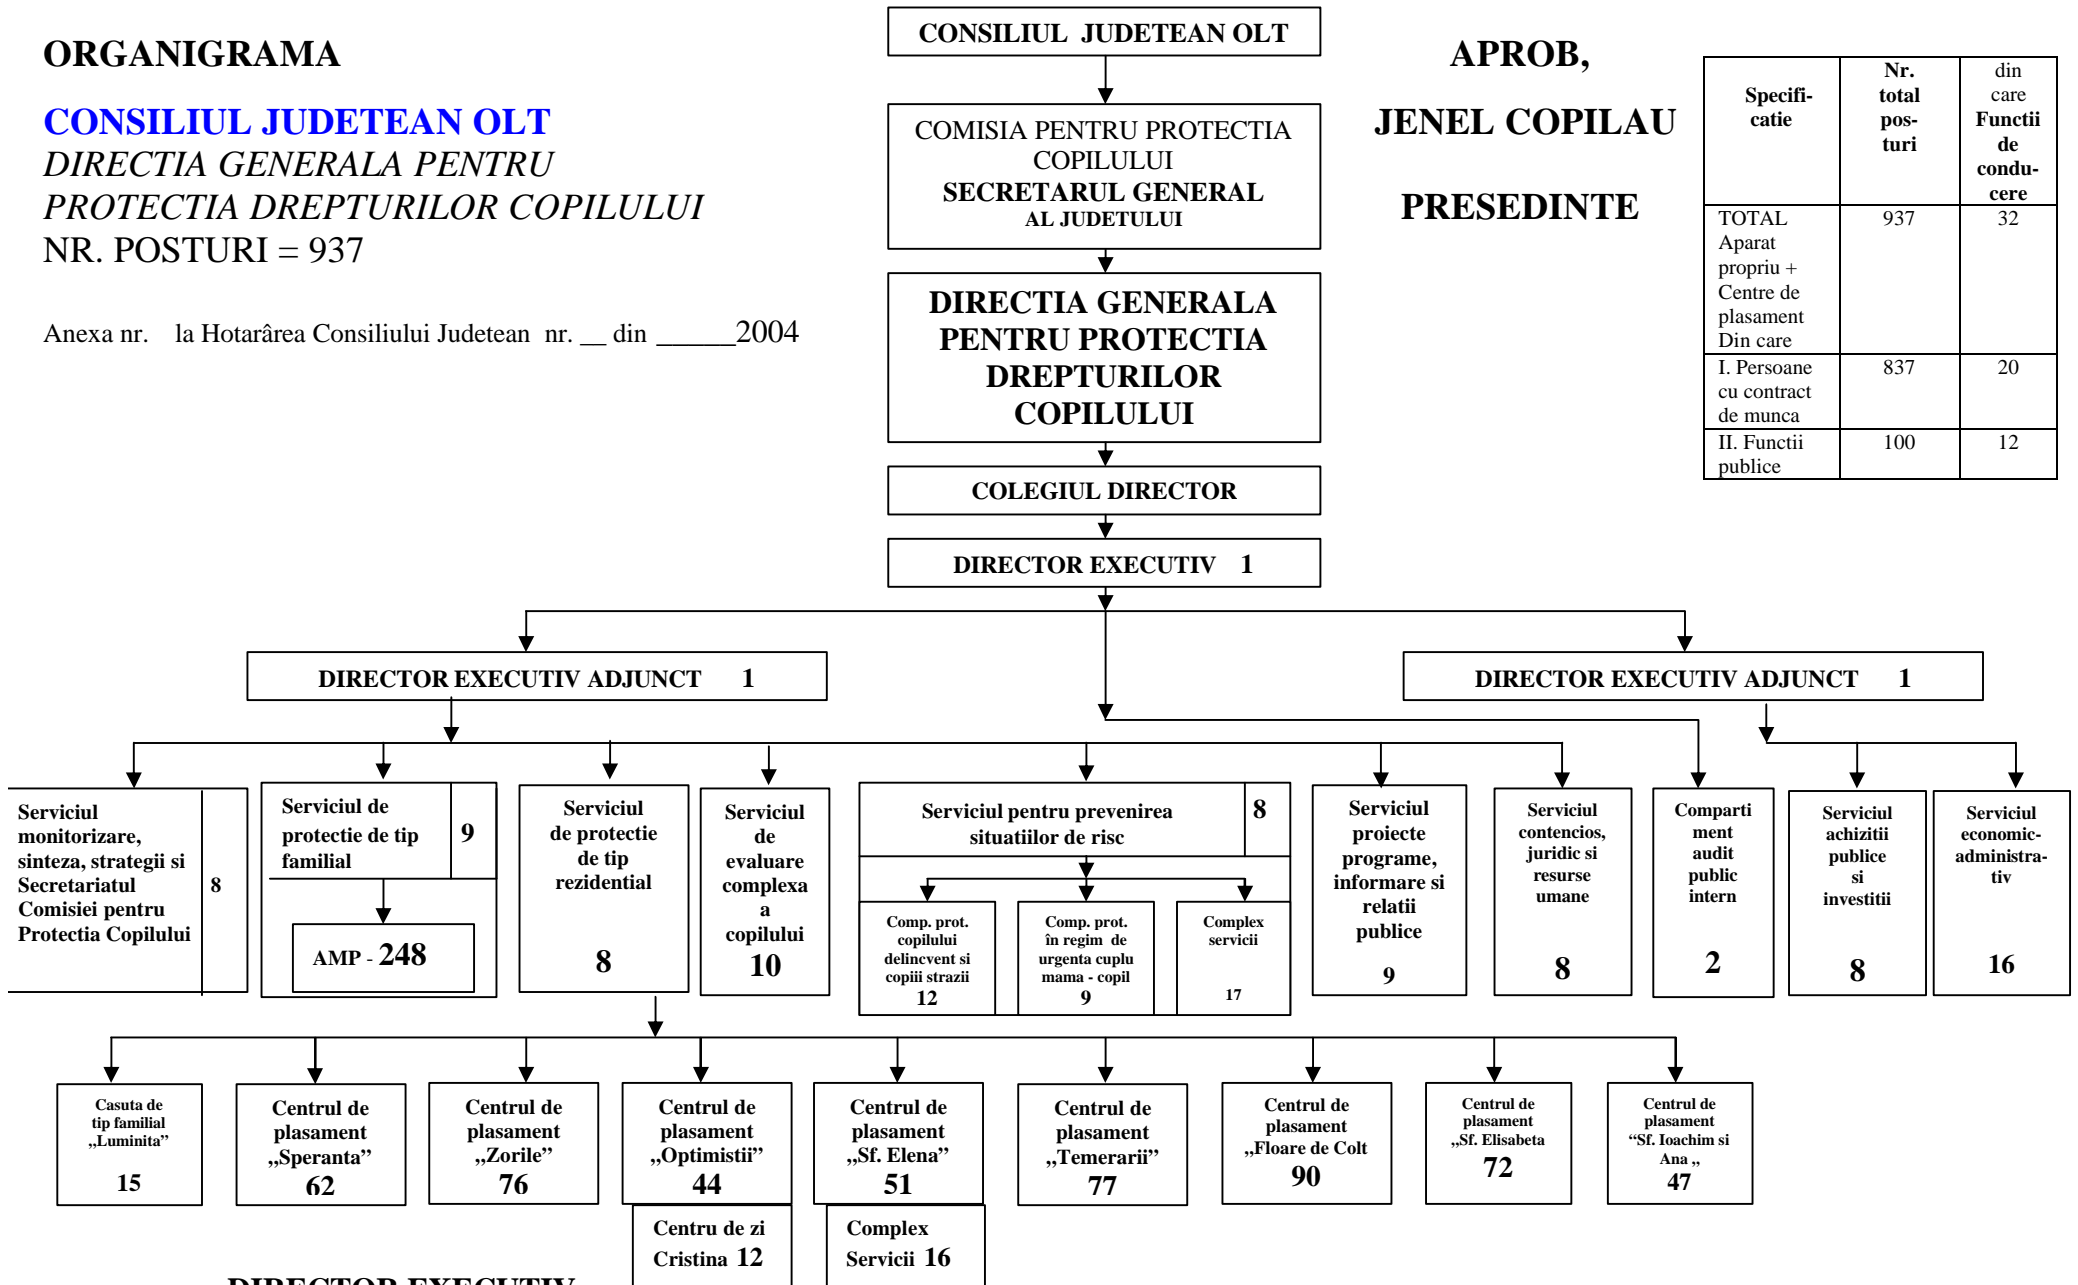 ORGANIGRAMA
CONSILIUL JUDETEAN OLT
DIRECTIA GENERALA PENTRU
PROTECTIA DREPTURILOR COPILULUI
NR. POSTURI = 937
Anexa nr. la Hotarârea Consiliului Judetean nr. __ din ______2004
CONSILIUL JUDETEAN OLT
COMISIA PENTRU PROTECTIA
COPILULUI
SECRETARUL GENERAL
AL JUDETULUI
DIRECTIA GENERALA
PENTRU PROTECTIA
DREPTURILOR
COPILULUI
COLEGIUL DIRECTOR
DIRECTOR EXECUTIV 1
APROB,
JENEL COPILAU
PRESEDINTE
Specifi-
catie
Nr.
total
pos-
turi
din
care
Functii
de
condu-
cere
TOTAL 937 32
Aparat
propriu +
Centre de
plasament
Din care
I. Persoane 837 20
cu contract
de munca
II. Functii 100 12
publice
DIRECTOR EXECUTIV ADJUNCT 1
DIRECTOR EXECUTIV ADJUNCT 1
Serviciul
monitorizare,
sinteza, strategii si
Secretariatul
Comisiei pentru
Protectia Copilului
8
Serviciul de
protectie de tip
familial
9
AMP - 248
Serviciul
de protectie
de tip
rezidential
8
Serviciul
de
evaluare
complexa
a
copilului
10
Serviciul pentru prevenirea
situatiilor de risc
8
Comp. prot.
copilului
delincvent si
copiii strazii
12
Comp. prot.
în regim de
urgenta cuplu
mama - copil
9
Complex
servicii
17
Serviciul
proiecte
programe,
informare si
relatii
publice
9
Serviciul
contencios,
juridic si
resurse
umane
8
Comparti
ment
audit
public
intern
2
Serviciul
achizitii
publice
si
investitii
8
Serviciul
economic-
administra-
tiv
16
Casuta de
tip familial
„Luminita”
15
Centrul de
plasament
„Speranta”
62
Centrul de
plasament
„Zorile”
76
Centrul de
plasament
„Optimistii”
44
Centru de zi
Cristina 12
Centrul de
plasament
„Sf. Elena”
51
Complex
Servicii 16
Centrul de
plasament
„Temerarii”
77
Centrul de
plasament
„Floare de Colt
90
Centrul de
plasament
„Sf. Elisabeta
72
Centrul de
plasament
“Sf. Ioachim si
Ana „
47
DIRECTOR EXECUTIV